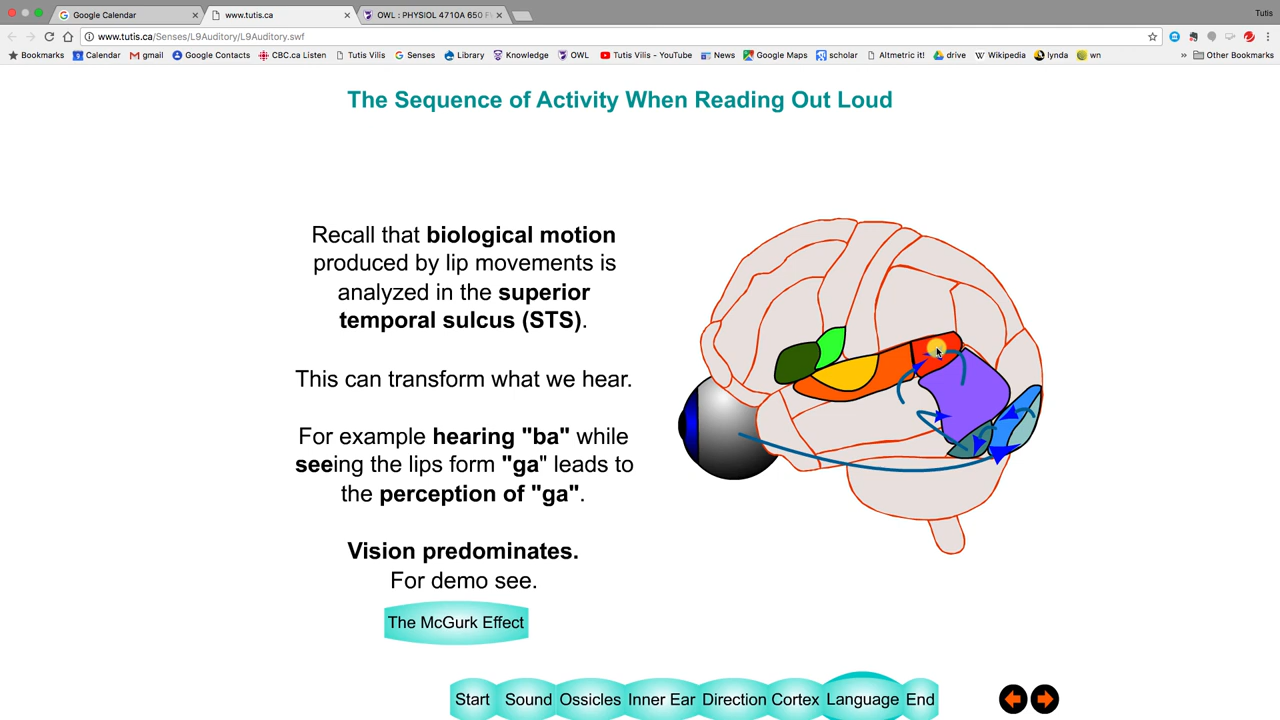 Google Calendar
www.tutis.ca
OWL : PHYSIOL 4710A 650 F
Tutis
www.tutis.ca/Senses/L9Auditory/L9Auditory.swf
Bookmarks Calendar gmail Google Contacts CBC.ca Listen Tutis Vilis Senses Library Knowledge OWL Tutis Vilis - YouTube News Google Maps scholar Altmetric it! drive Wikipedia lynda wn » Other Bookmarks
The Sequence of Activity When Reading Out Loud
Recall that biological motion
produced by lip movements is
analyzed in the superior
temporal sulcus (STS).
This can transform what we hear.
For example hearing "ba" while
seeing the lips form "ga" leads to
the perception of "ga".
Vision predominates.
For demo see.
The McGurk Effect
Start Sound Ossicles Inner Ear Direction Cortex Language End